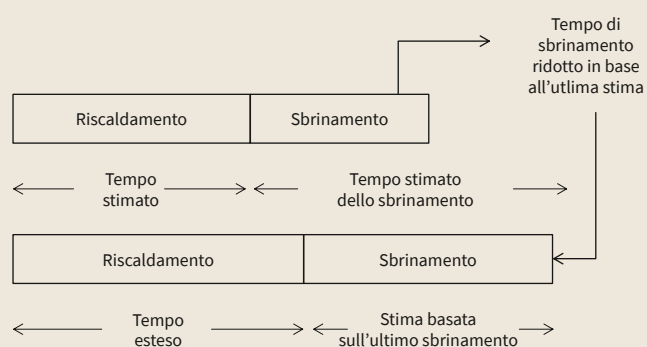 Tempo di
sbrinamento
ridotto in base
all'utlima stima
Riscaldamento
Sbrinamento
Tempo
stimato
Tempo stimato
dello sbrinamento
Riscaldamento
Sbrinamento
Tempo
esteso
Stima basata
sull'ultimo sbrinamento